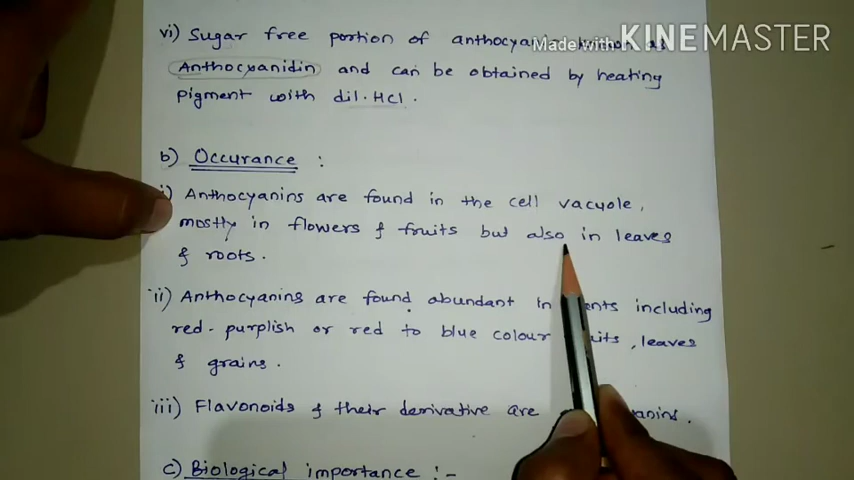 vi) Sugar free portion of as
Made with KINEMASTER
Anthocyanidin and can be obtained by heating
pigment with dil. HCl.
b) Occurance :
i) Anthocyanins are found in the cell vacuole,
mostly in flowers & fruits but also in leaves
& roots.
ii) Anthocyanins are found abundant in including
red-purplish or red to blue colour , leaves
& grains.
iii) Flavonoids & their derivative are
c) Biological importance :-